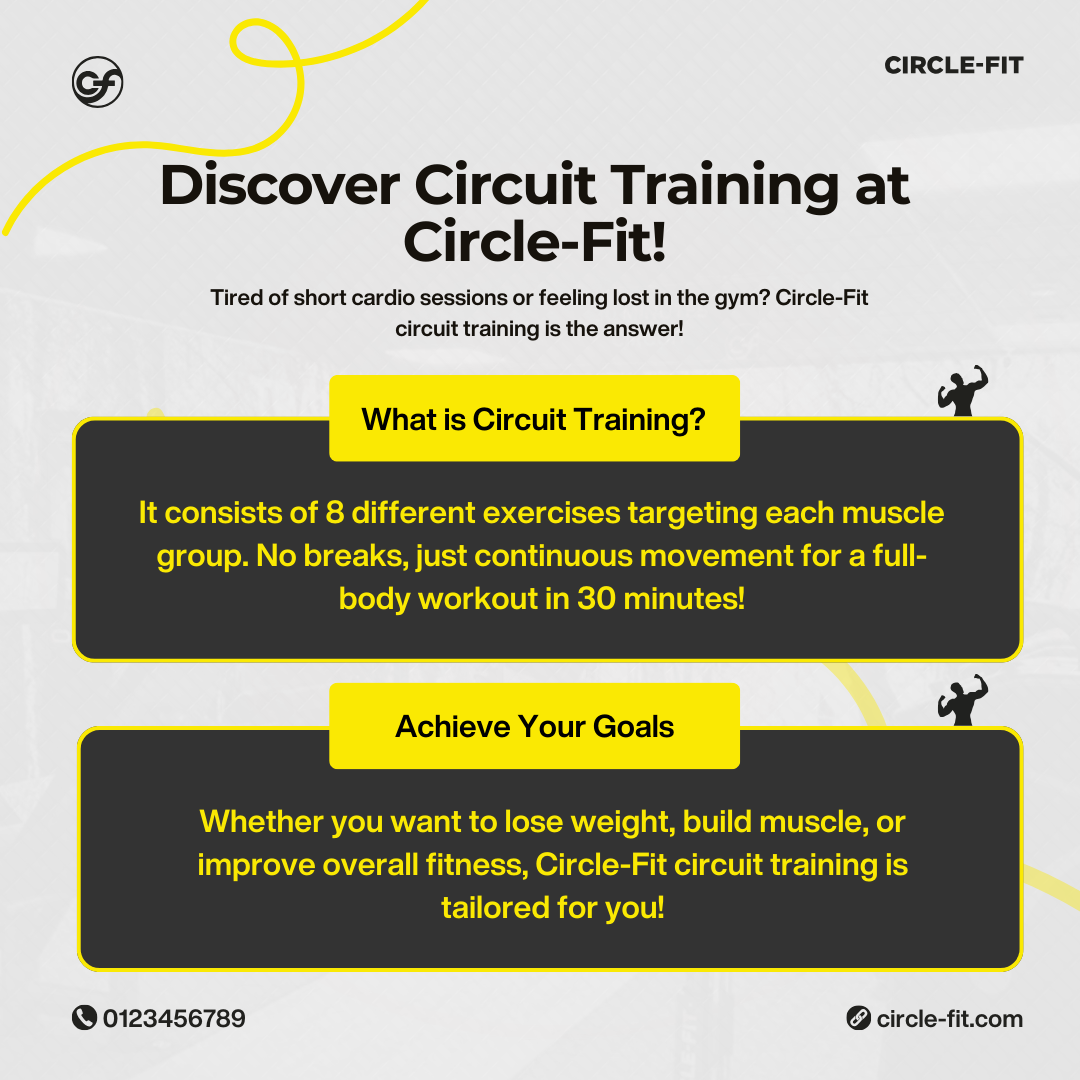 CF
CIRCLE-FIT
Discover Circuit Training at
Circle-Fit!
Tired of short cardio sessions or feeling lost in the gym? Circle-Fit
circuit training is the answer!
What is Circuit Training?
It consists of 8 different exercises targeting each muscle
group. No breaks, just continuous movement for a full-
body workout in 30 minutes!
Achieve Your Goals
Whether you want to lose weight, build muscle, or
improve overall fitness, Circle-Fit circuit training is
tailored for you!
0123456789
circle-fit.com